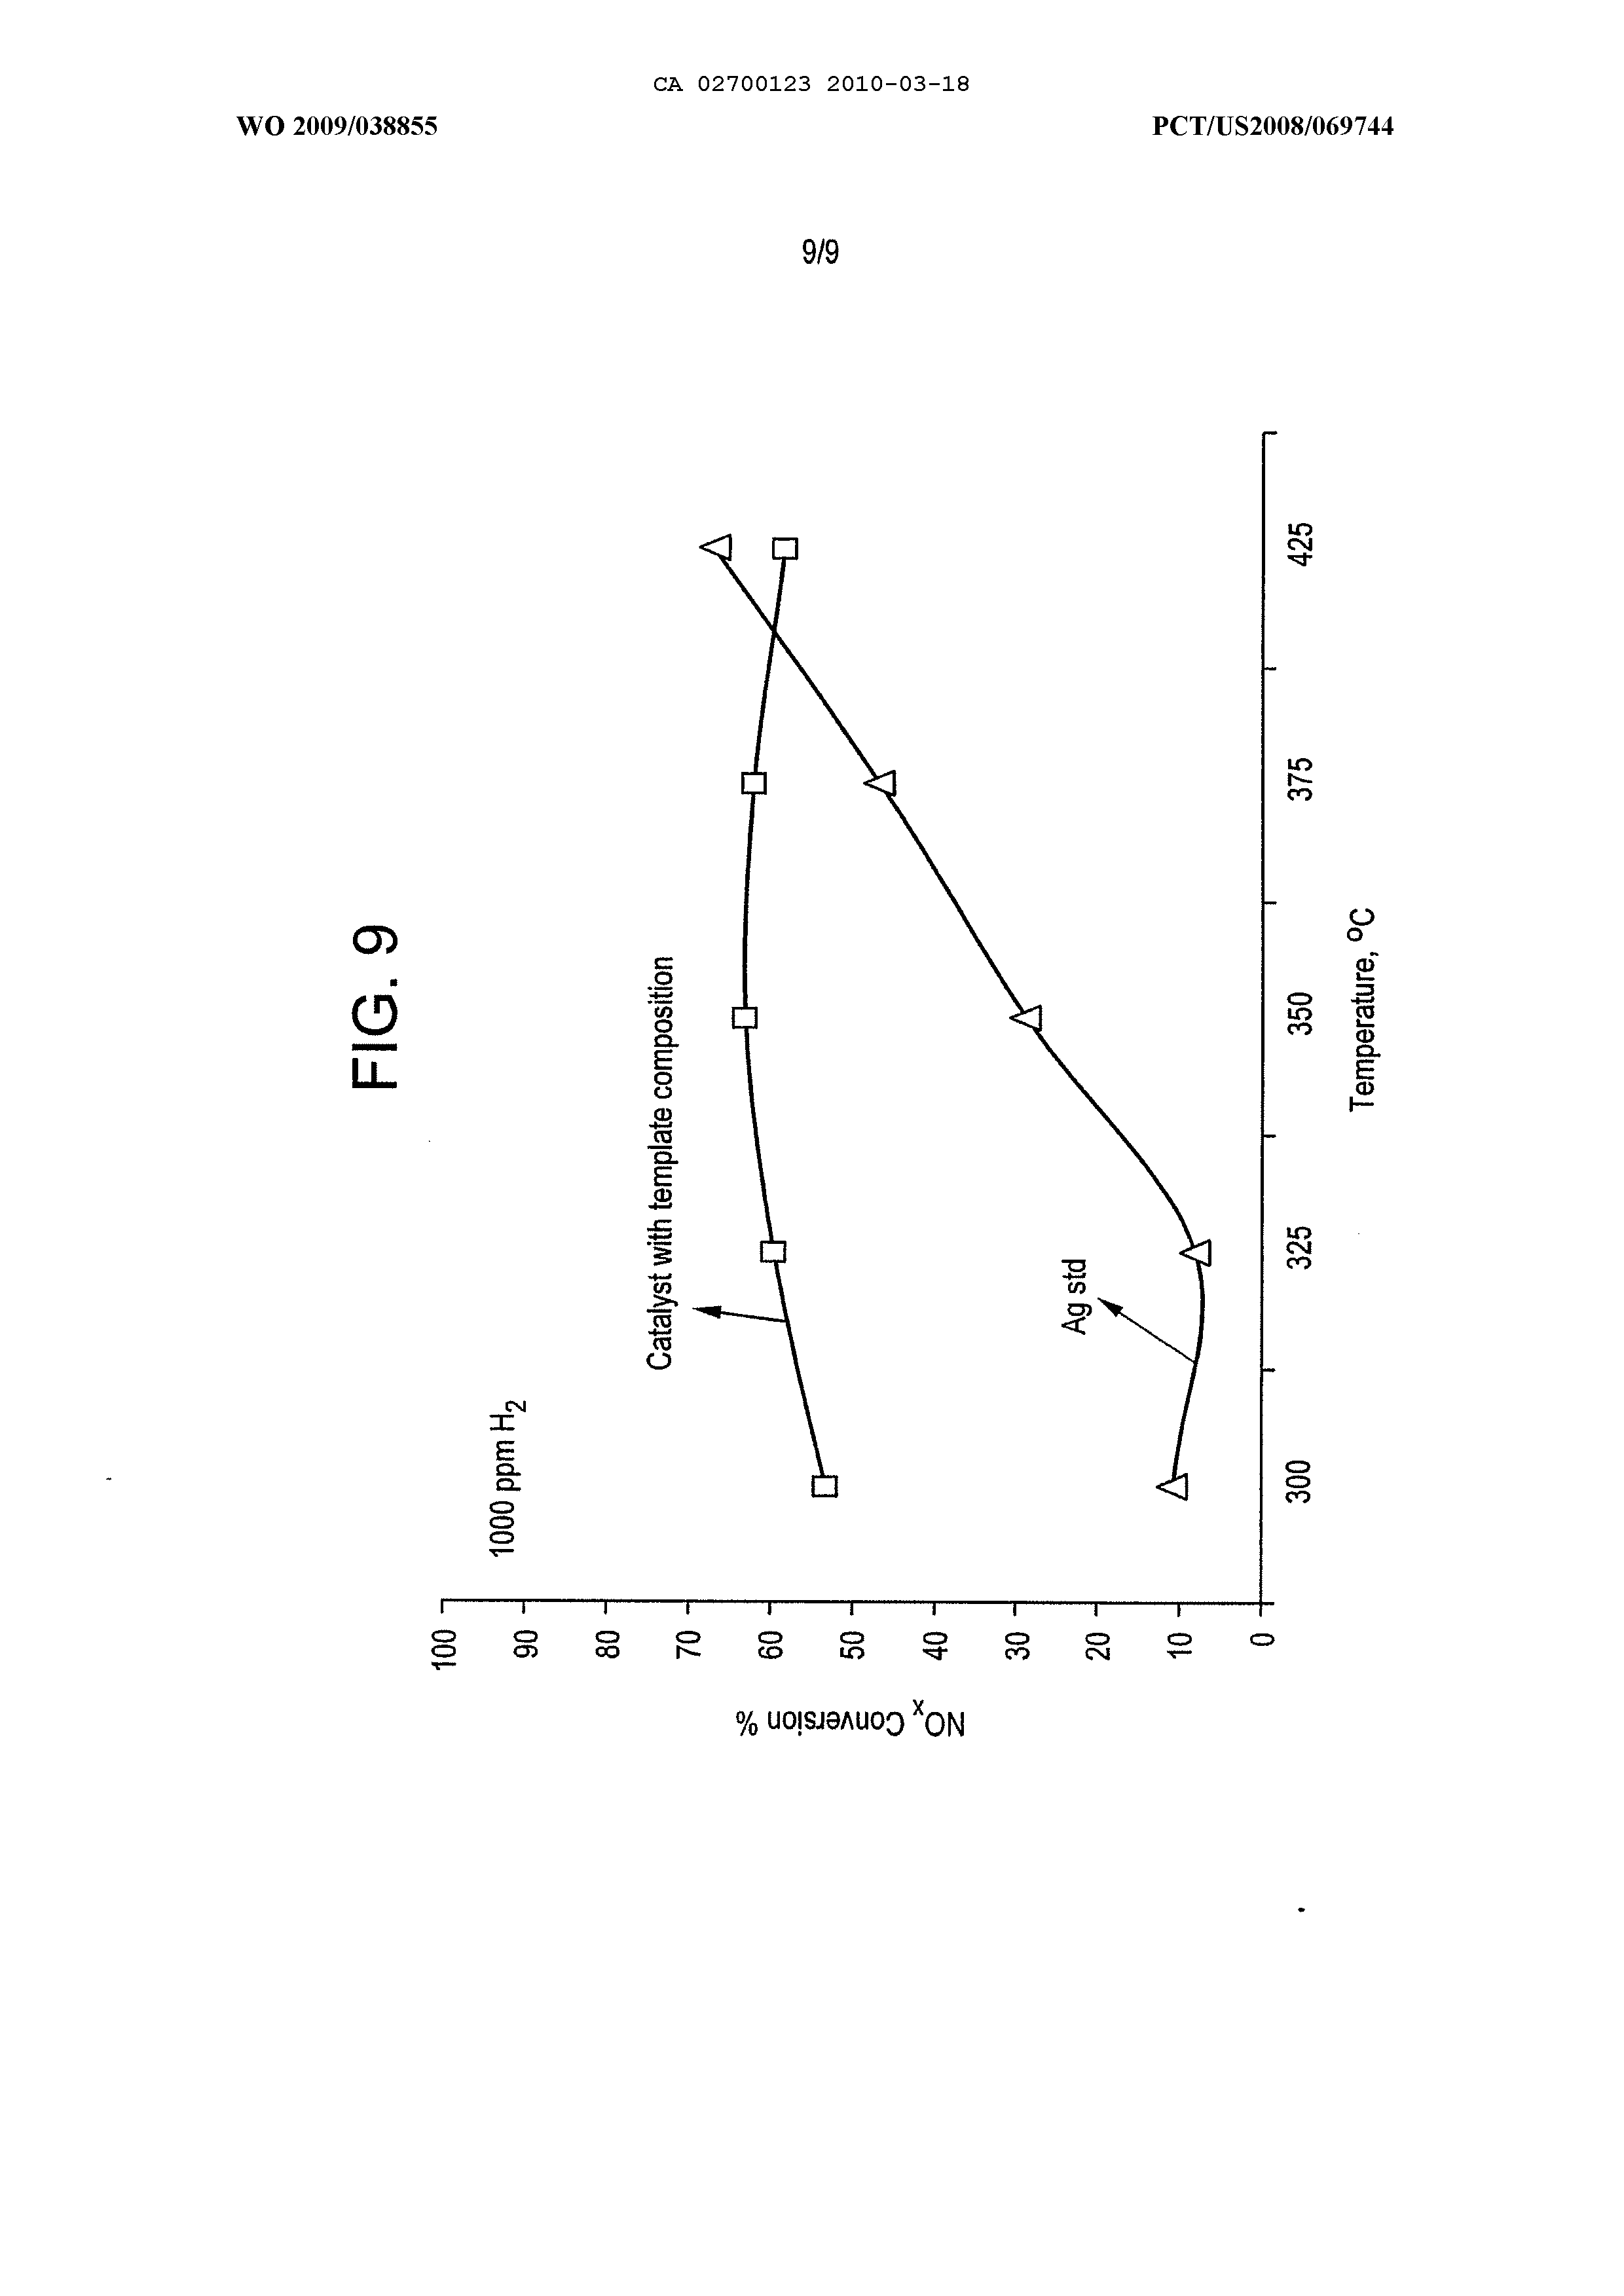 CA 02700123 2010-03-18
WO 2009/038855
PCT/US2008/069744
9/9
FIG. 9
1000 ppm H2
Catalyst with template composition
Ag std
NOx Conversion %
100
90
80
70
60
50
40
30
20
10
0
300
325
350
375
425
Temperature, ºC